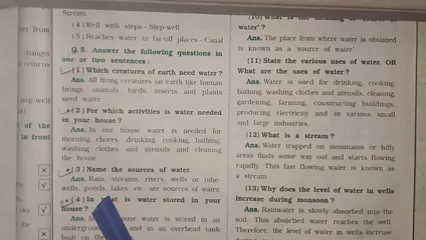 Stream
(4) Well with steps - Step-well
(5) Reaches water to far-off places - Canal
Q. 5. Answer the following questions in
one or two sentences :
(1) Which creatures of earth need water?
Ans. All living creatures on earth like human
beings, animals, birds, insects and plants
need water.
(2) For which activities is water needed
in your house?
Ans. In our house water is needed for
morning chores, drinking, cooking, bathing,
washing clothes and utensils and cleaning
the house
(3) Name the sources of water.
Ans. Rain, streams, rivers, wells or tube-
wells, ponds, lakes, etc. are sources of water.
(4) In is water stored in your
house?
Ans. house water is stored in an
and in an overhead tank
built on the
water' ?
Ans. The place where water is obtained
is known as a 'source of water'
(11) State the various uses of water. OR
What are the uses of water?
Ans. Water is used for drinking, cooking
bathing, washing clothes and utensils, cleaning,
gardening, farming, constructing buildings,
producing electricity and in various small
and large industries.
(12) What is a stream?
Ans. Water trapped on mountains or hilly
areas finds some way out and starts flowing
rapidly. This fast flowing water is known as
a stream.
(13) Why does the level of water in wells
increase during monsoon ?
Ans. Rainwater is slowly absorbed into the
soil. This absorbed water reaches the well.
Therefore, the level of water in wells increase